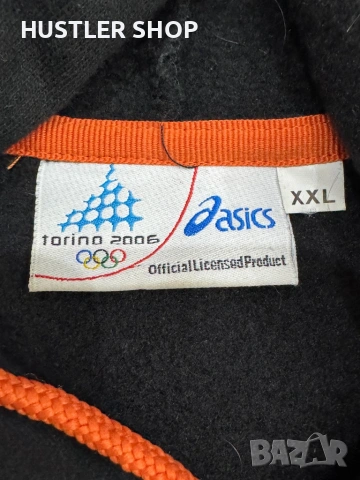 HUSTLER SHOP
XXL
asics
torino 2006
Official Licensed Product
BAZAR